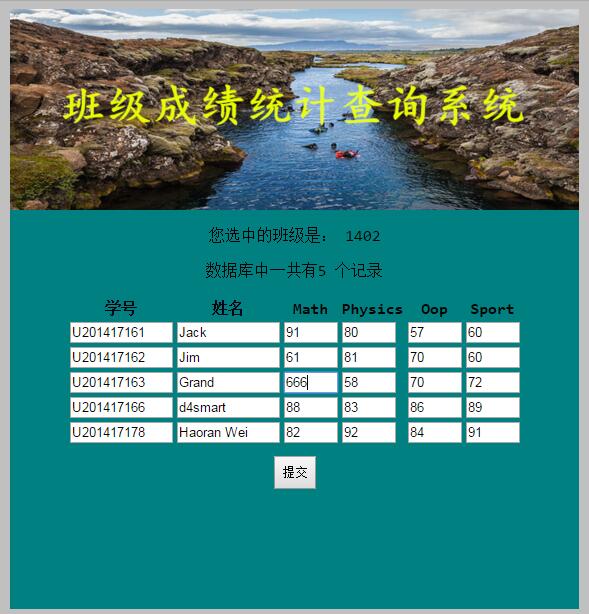 班级成绩统计查询系统
您选中的班级是： 1402
数据库中一共有5 个记录
学号 姓名 Math Physics Oop Sport
U201417161 Jack 91 80 57 60
U201417162 Jim 61 81 70 60
U201417163 Grand 666 58 70 72
U201417166 d4smart 88 83 86 89
U201417178 Haoran Wei 82 92 84 91
提交